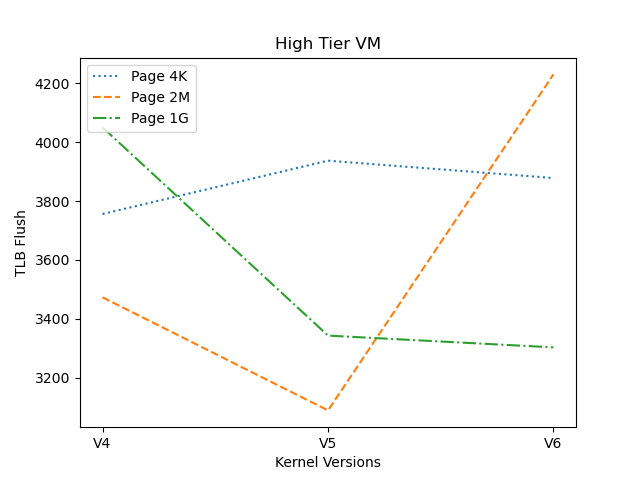 High Tier VM
Page 4K
Page 2M
Page 1G
4200
4000
3800
3600
3400
3200
TLB Flush
V4
V5
V6
Kernel Versions